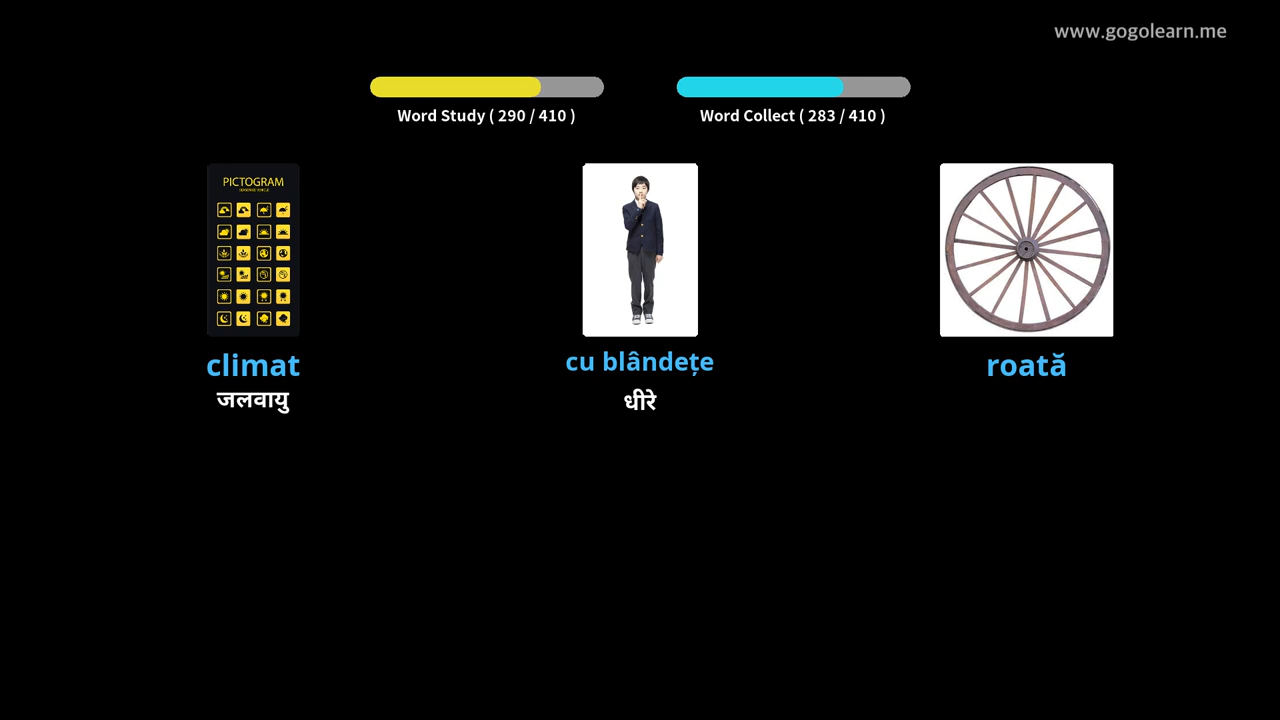 www.gogolearn.me
Word Study ( 290 / 410 )
Word Collect ( 283 / 410 )
PICTOGRAM
climat
जलवायु
cu blândețe
धीरे
roată